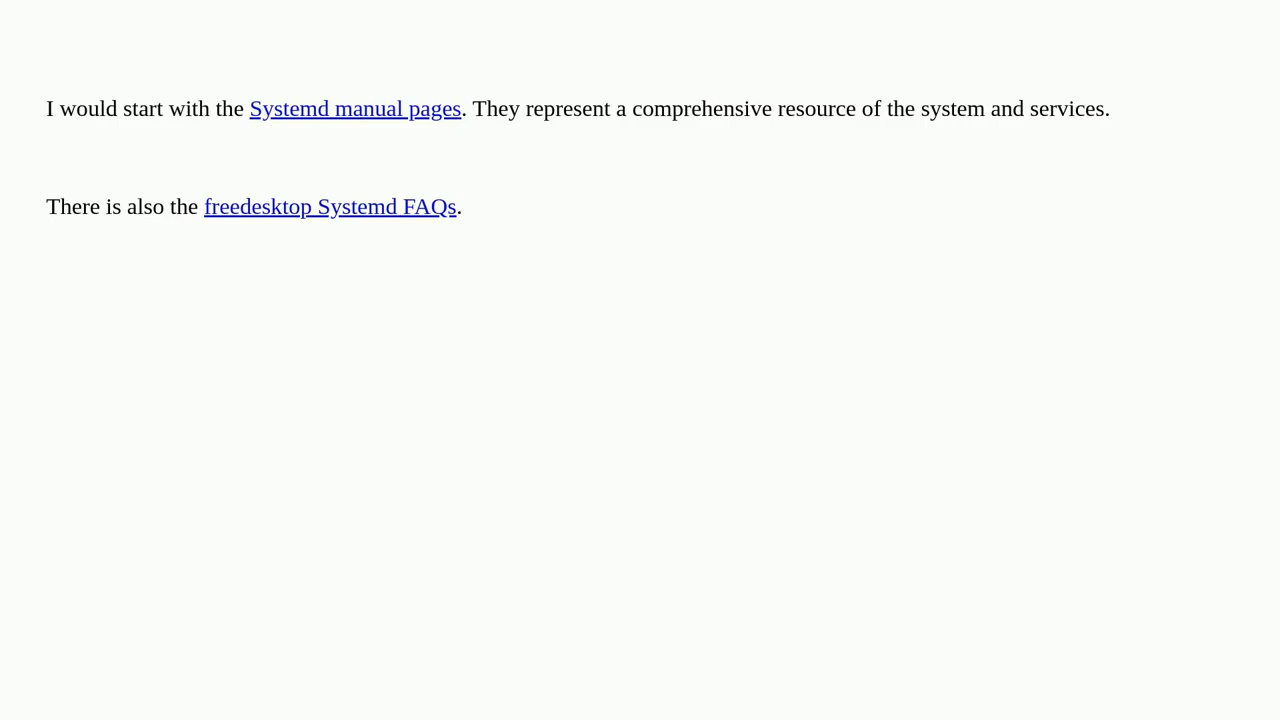 I would start with the Systemd manual pages. They represent a comprehensive resource of the system and services.
There is also the freedesktop Systemd FAQs.